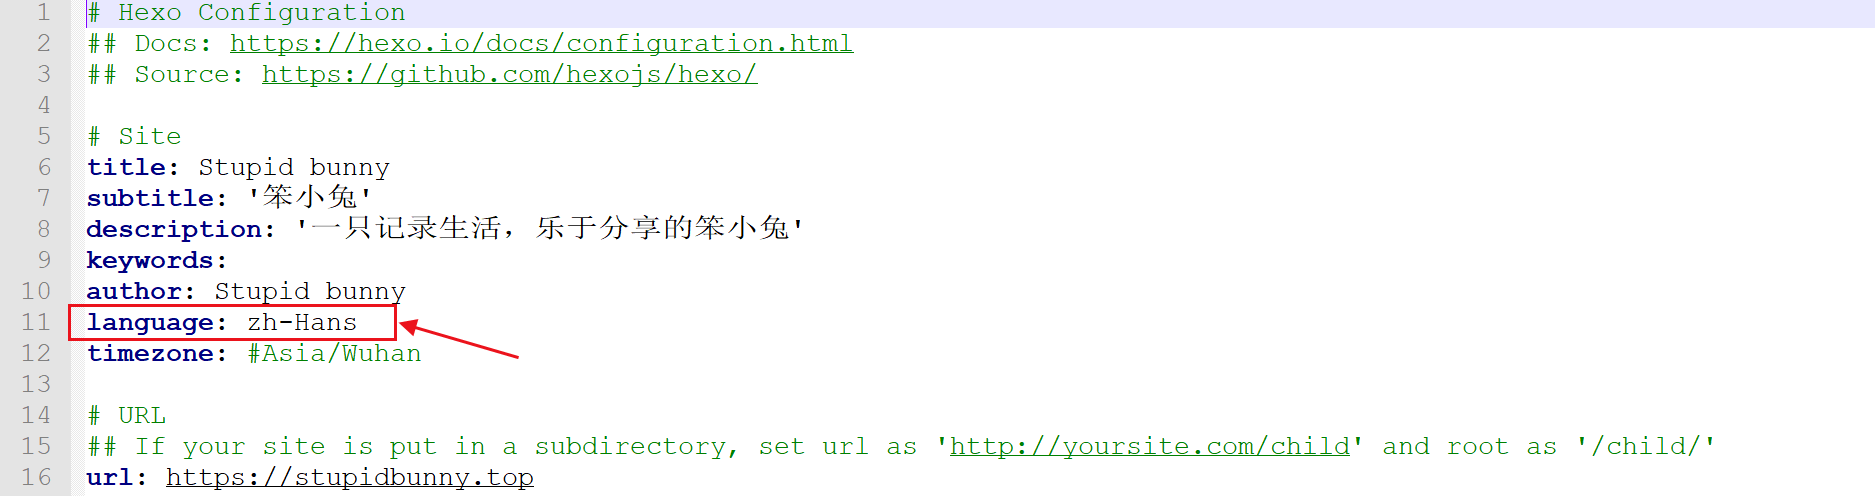 1 # Hexo Configuration
2 ## Docs: https://hexo.io/docs/configuration.html
3 ## Source: https://github.com/hexojs/hexo/
4
5 # Site
6 title: Stupid bunny
7 subtitle: '笨小兔'
8 description: '一只记录生活，乐于分享的笨小兔'
9 keywords:
10 author: Stupid bunny
11 language: zh-Hans
12 timezone: #Asia/Wuhan
13
14 # URL
15 ## If your site is put in a subdirectory, set url as 'http://yoursite.com/child' and root as '/child/'
16 url: https://stupidbunny.top